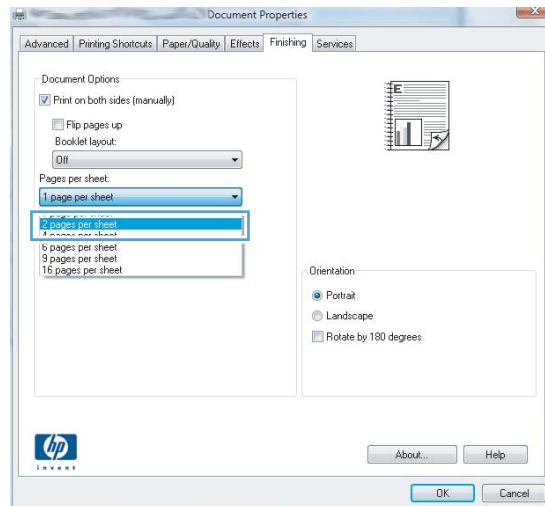 Document Properties
Advanced Printing Shortcuts Paper/Quality Effects Finishing Services
Document Options
Print on both sides (manually)
Flip pages up
Booklet layout:
Off
Pages per sheet:
1 page per sheet
2 pages per sheet
6 pages per sheet
9 pages per sheet
16 pages per sheet
E
Orientation
Portrait
Landscape
Rotate by 180 degrees
hp
invent
About... Help
OK Cancel